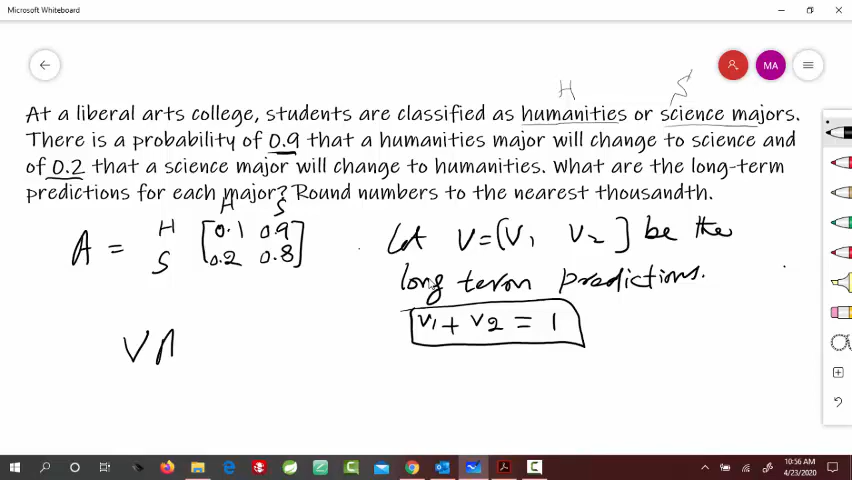 Microsoft Whiteboard
MA
H S
At a liberal arts college, students are classified as humanities or science majors.
There is a probability of 0.9 that a humanities major will change to science and
of 0.2 that a science major will change to humanities. What are the long-term
predictions for each major? Round numbers to the nearest thousandth.
H S
A = H [0.1 0.9
S 0.2 0.8]
Let V = [V1 V2] be the
long term predictions.
V1 + V2 = 1
VA
10:56 AM
4/23/2020